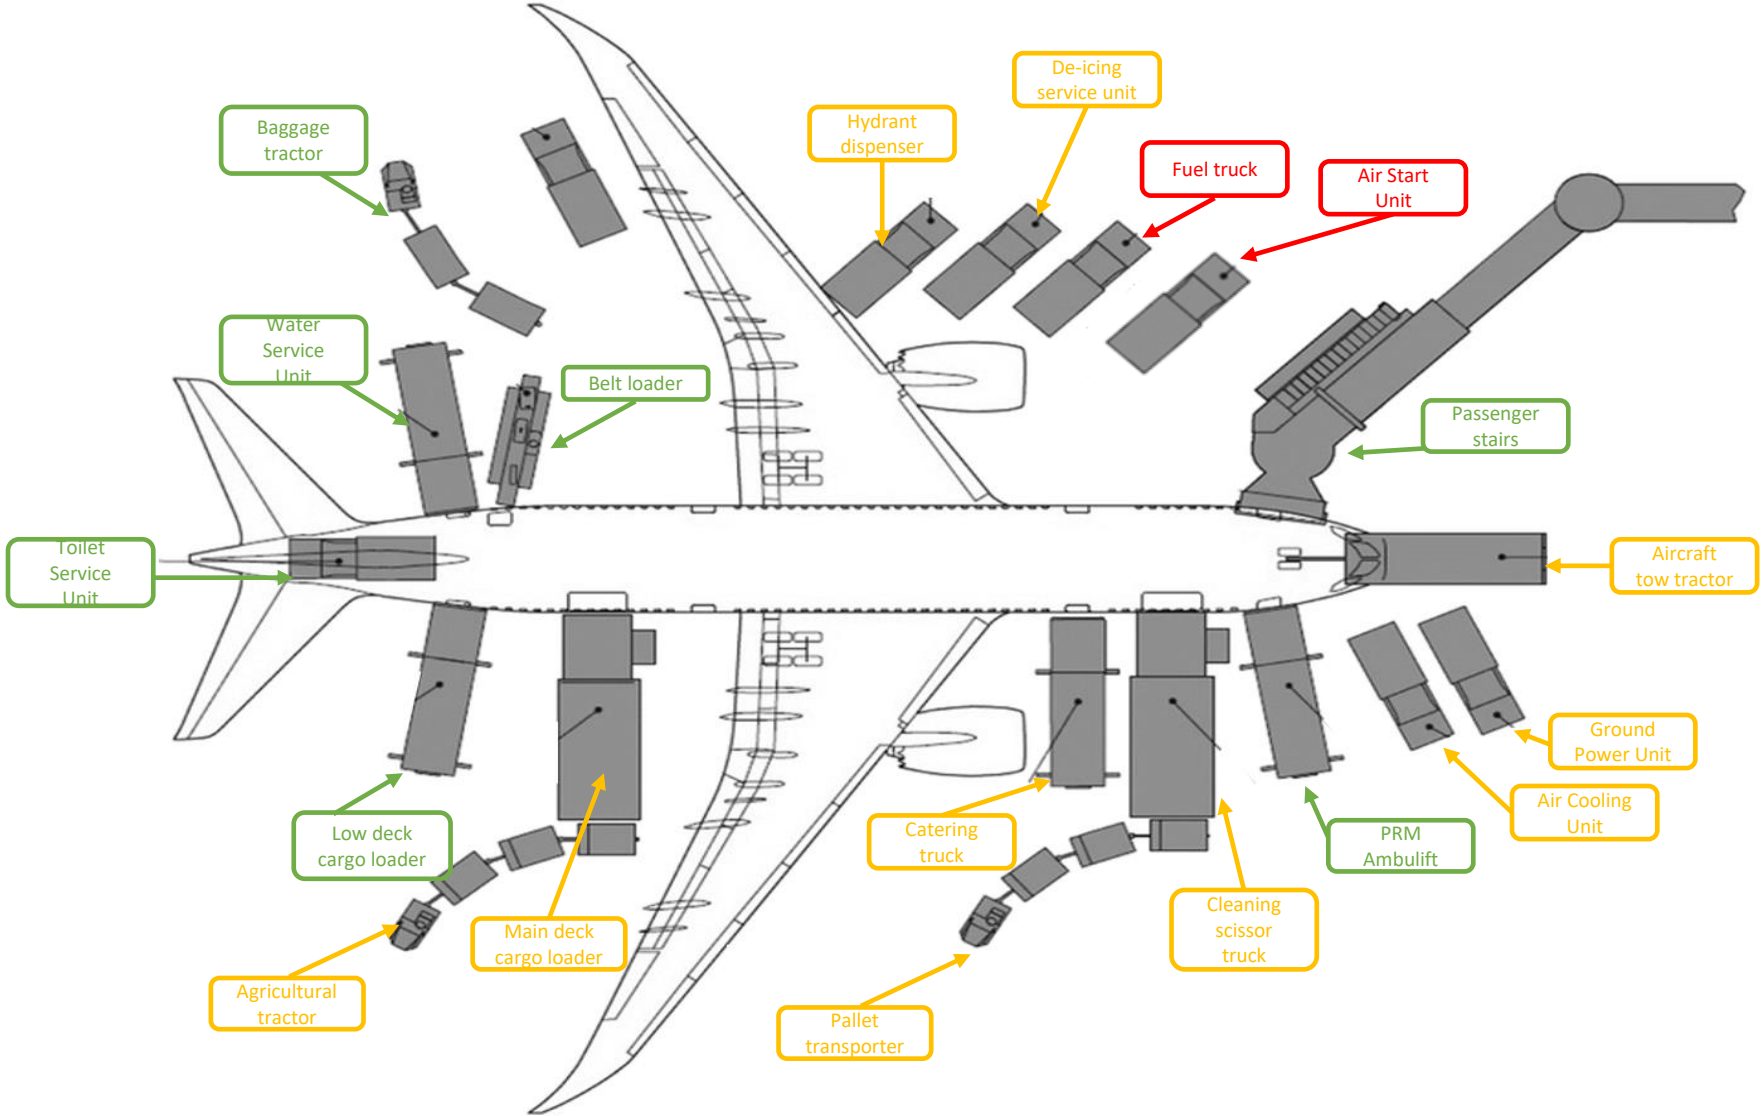 De-icing
service unit
Hydrant
dispenser
Baggage
tractor
Fuel truck
Air Start
Unit
Water
Service
Unit
Belt loader
Passenger
stairs
Toilet
Service
Unit
Aircraft
tow tractor
Ground
Power Unit
Air Cooling
Unit
Low deck
cargo loader
Catering
truck
PRM
Ambulift
Cleaning
scissor
truck
Main deck
cargo loader
Agricultural
tractor
Pallet
transporter